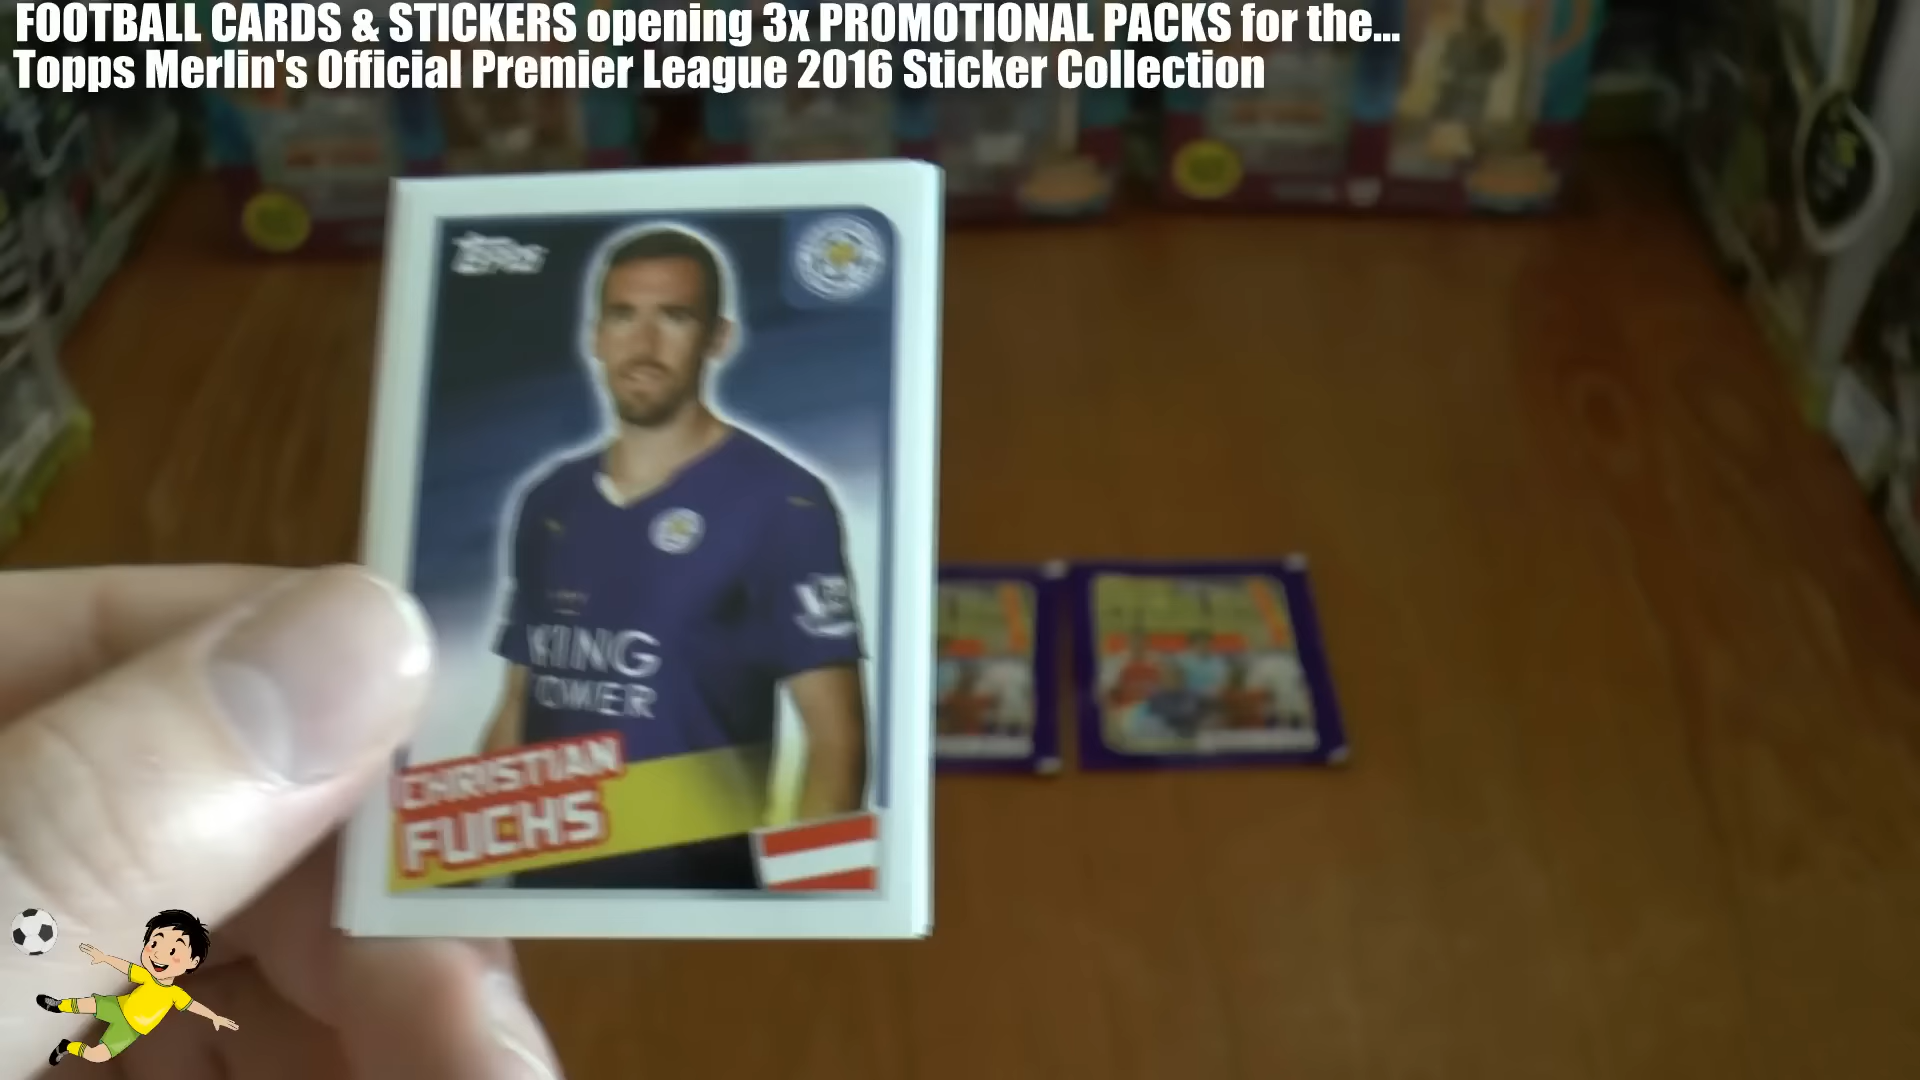 FOOTBALL CARDS & STICKERS opening 3x PROMOTIONAL PACKS for the...
Topps Merlin's Official Premier League 2016 Sticker Collection
Topps
KING
POWER
CHRISTIAN
FUCHS